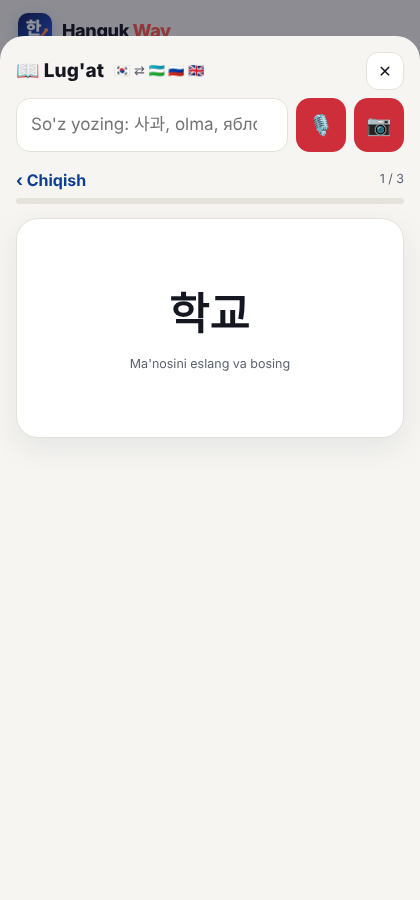 한 Hanguk Way
📖 Lug'at 🇰🇷 ⇄ 🇺🇿 🇷🇺 🇬🇧 ✕
So'z yozing: 사과, olma, ябло
‹ Chiqish 1 / 3
학교
Ma'nosini eslang va bosing